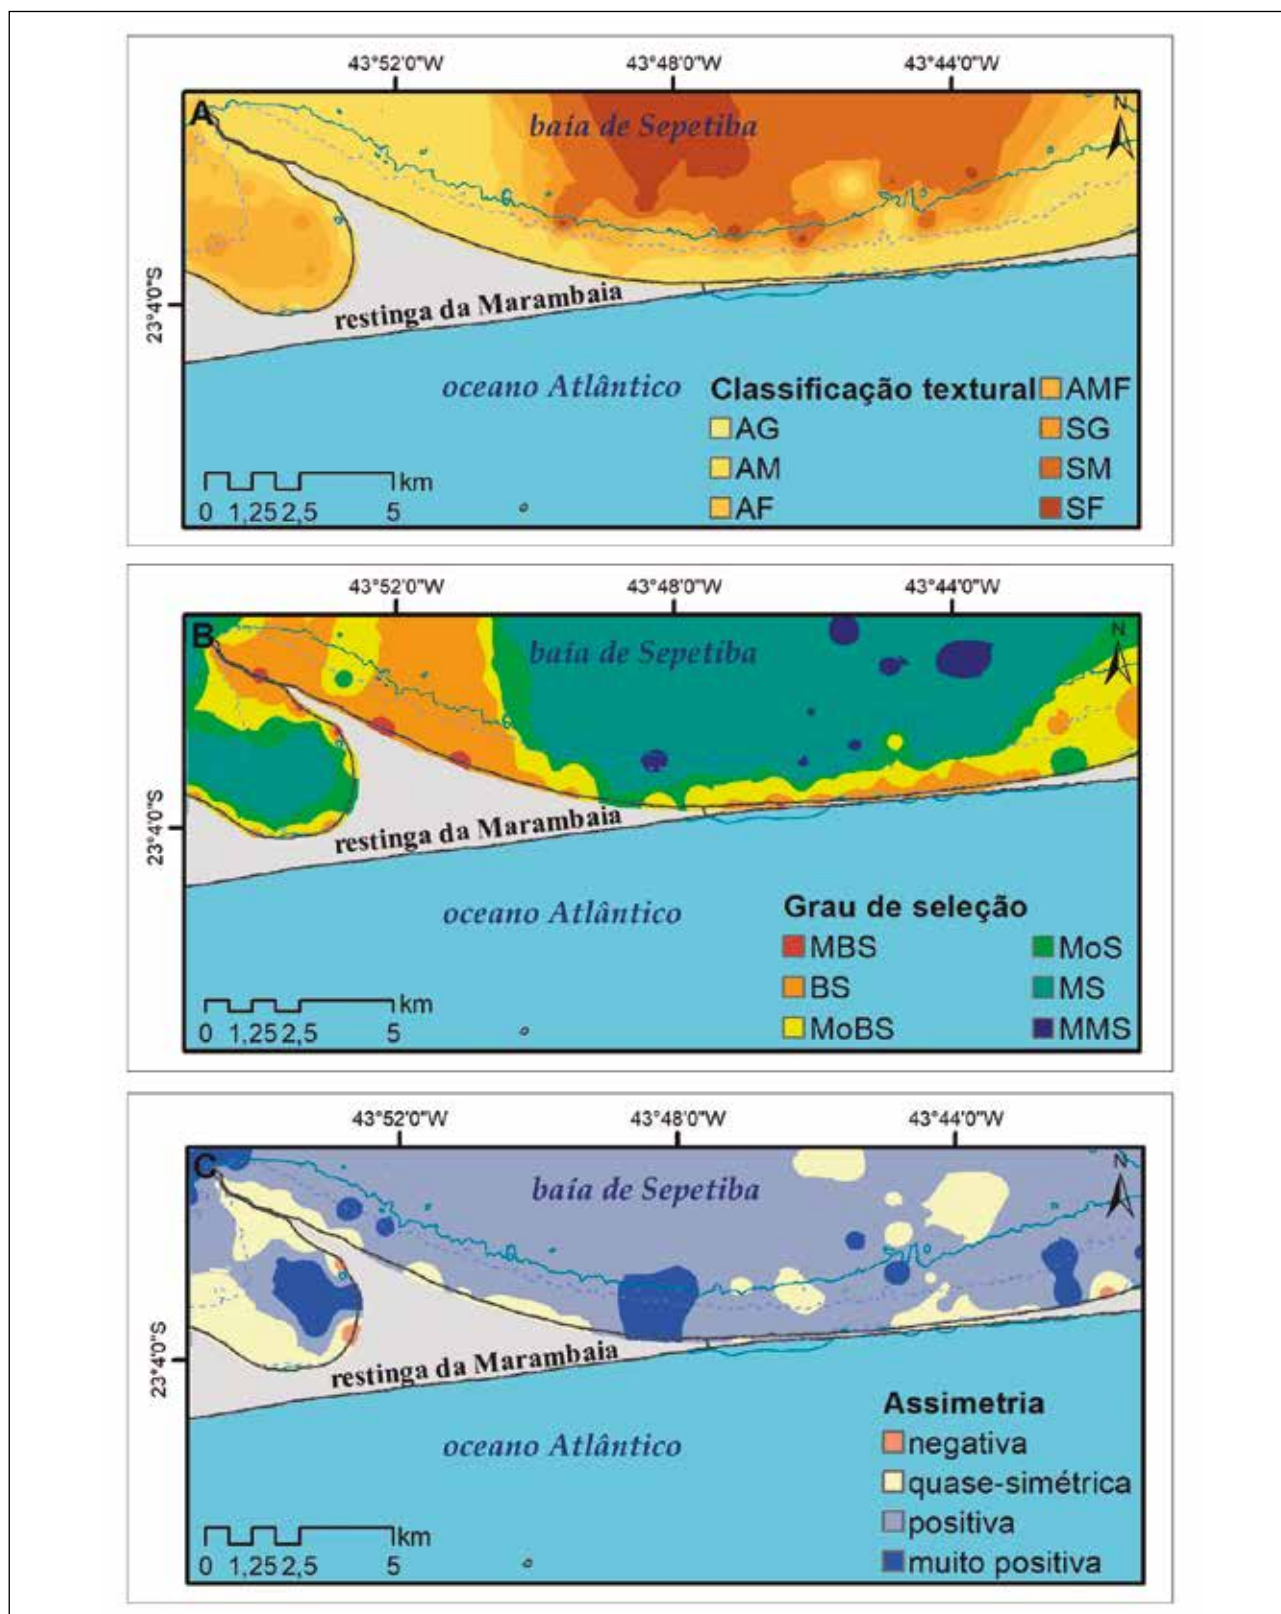 43°52'0"W 43°48'0"W 43°44'0"W
A
baía de Sepetiba
N
23°4'0"S
restinga da Marambaia
oceano Atlântico
Classificação textural
AG
AM
AF
AMF
SG
SM
SF
km
0 1,25 2,5 5
43°52'0"W 43°48'0"W 43°44'0"W
B
baía de Sepetiba
N
23°4'0"S
restinga da Marambaia
oceano Atlântico
Grau de seleção
MBS
BS
MoBS
MoS
MS
MMS
km
0 1,25 2,5 5
43°52'0"W 43°48'0"W 43°44'0"W
C
baía de Sepetiba
N
23°4'0"S
restinga da Marambaia
oceano Atlântico
Assimetria
negativa
quase-simétrica
positiva
muito positiva
km
0 1,25 2,5 5